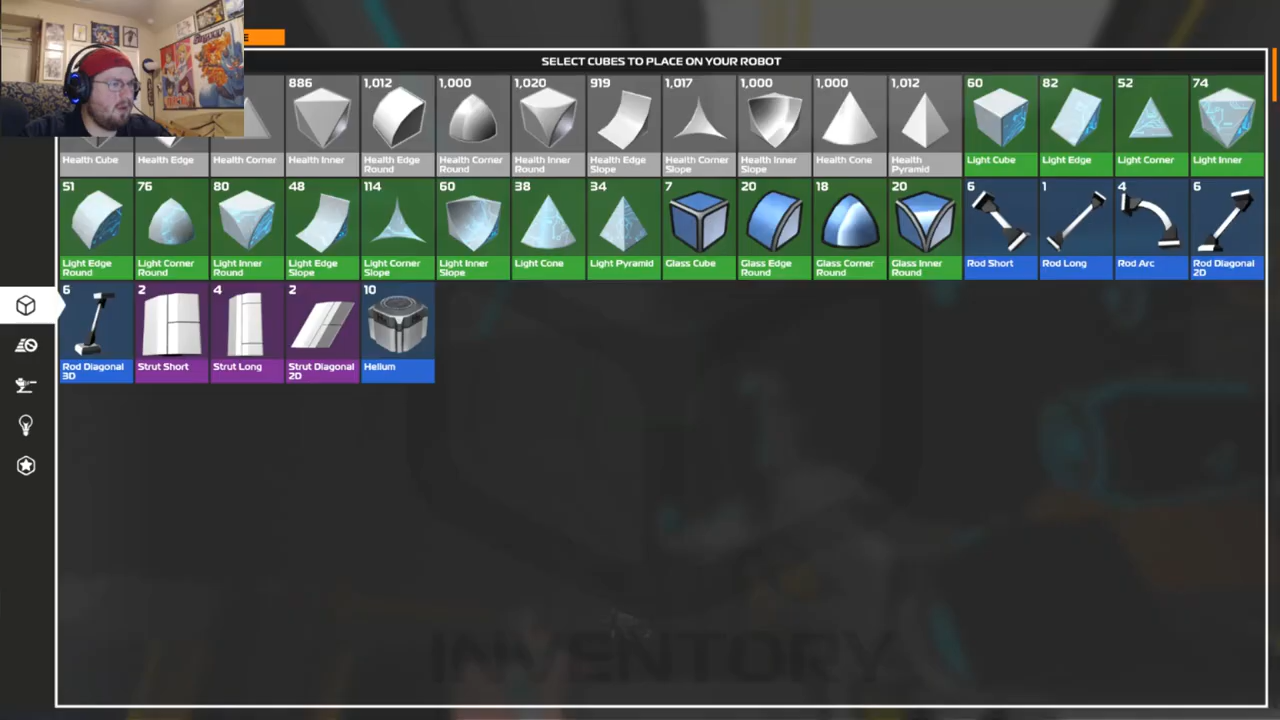 E
SELECT CUBES TO PLACE ON YOUR ROBOT
886 1,012 1,000 1,020 919 1,017 1,000 1,000 1,012 60 82 52 74
Health Cube Health Edge Health Corner Health Inner Health Edge Round Health Corner Round Health Inner Round Health Edge Slope Health Corner Slope Health Inner Slope Health Cone Health Pyramid Light Cube Light Edge Light Corner Light Inner
51 76 80 48 114 60 38 34 7 20 18 20 6 1 4 6
Light Edge Round Light Corner Round Light Inner Round Light Edge Slope Light Corner Slope Light Inner Slope Light Cone Light Pyramid Glass Cube Glass Edge Round Glass Corner Round Glass Inner Round Rod Short Rod Long Rod Arc Rod Diagonal 2D
6 2 4 2 10
Rod Diagonal 3D Strut Short Strut Long Strut Diagonal 2D Helium
INVENTORY